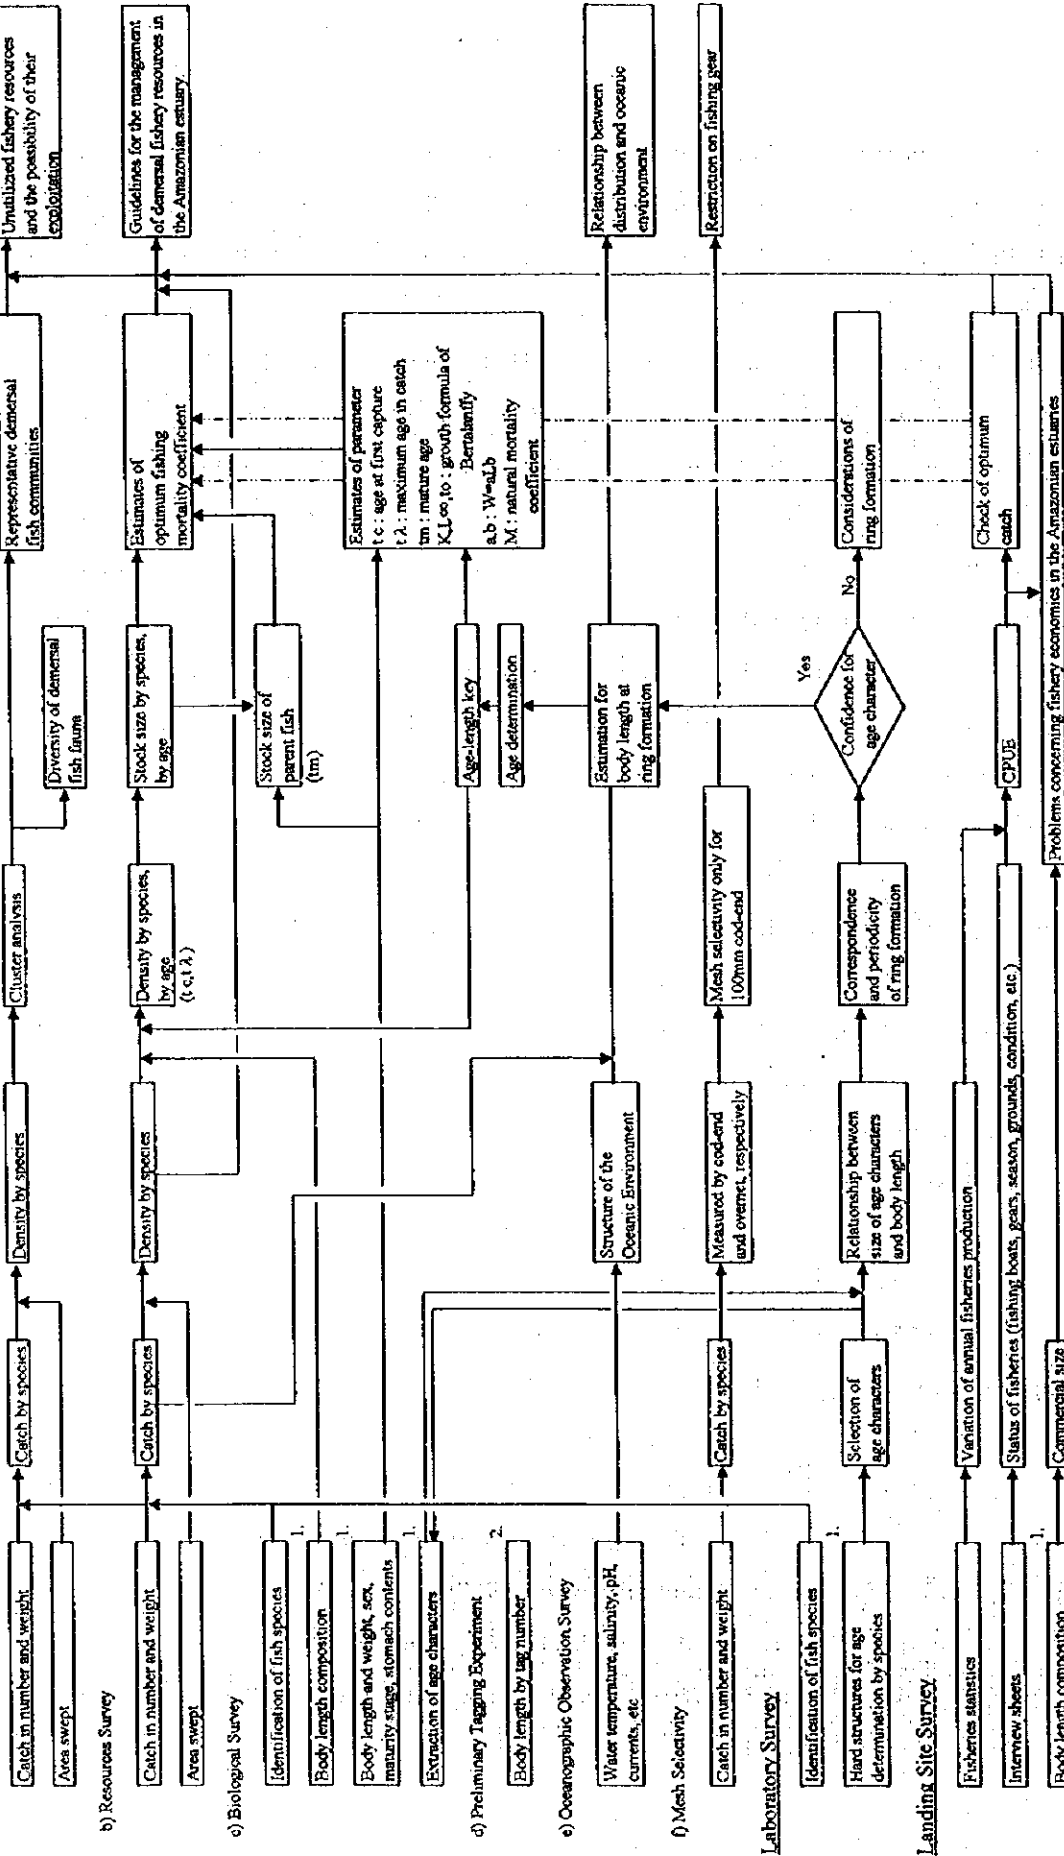 Catch in number and weight
Catch by species
Density by species
Cluster analysis
Representative demersal
fish communities
Unutilized fishery resources
and the possibility of their
exploitation
Area swept
Diversity of demersal
fish fauna
b) Resources Survey
Catch in number and weight
Catch by species
Density by species
Density by species,
by age
(t c,t λ )
Stock size by species,
by age
Estimates of
optimum fishing
mortality coefficient
Guidelines for the management
of demersal fishery resources in
the Amazonian estuary.
Area swept
Stock size of
parent fish
(tm)
c) Biological Survey
Identification of fish species
1.
Body length composition
1.
Body length and weight, sex,
maturity stage, stomach contents
1.
Extraction of age characters
Estimates of parameter
t c : age at first capture
t λ : maximum age in catch
tm : mature age
K,L∞,to : growth formula of
Bertalanffy
a,b : W=aLb
M : natural mortality
coefficient
Age-length key
Age determination
d) Preliminary Tagging Experiment
2.
Body length by tag number
e) Oceanographic Observation Survey
Water temperature, salinity, pH,
currents, etc
Structure of the
Oceanic Environment
Estimation for
body length at
ring formation
Relationship between
distribution and oceanic
environment
f) Mesh Selectivity
Catch in number and weight
Catch by species
Measured by cod-end
and overnet, respectively
Mesh selectivity only for
100mm cod-end
Restriction on fishing gear
Laboratory Survey
Identification of fish species
1.
Hard structures for age
determination by species
Selection of
age characters
Relationship between
size of age characters
and body length
Correspondence
and periodicity
of ring formation
Confidence for
age character
Yes
No
Considerations of
ring formation
Landing Site Survey
Fisheries statistics
Variation of annual fisheries production
Interview sheets
Status of fisheries (fishing boats, gears, season, grounds, condition, etc.)
CPUE
Check of optimum
catch
1.
Body length composition
Commercial size
Problems concerning fishery economics in the Amazonian estuaries